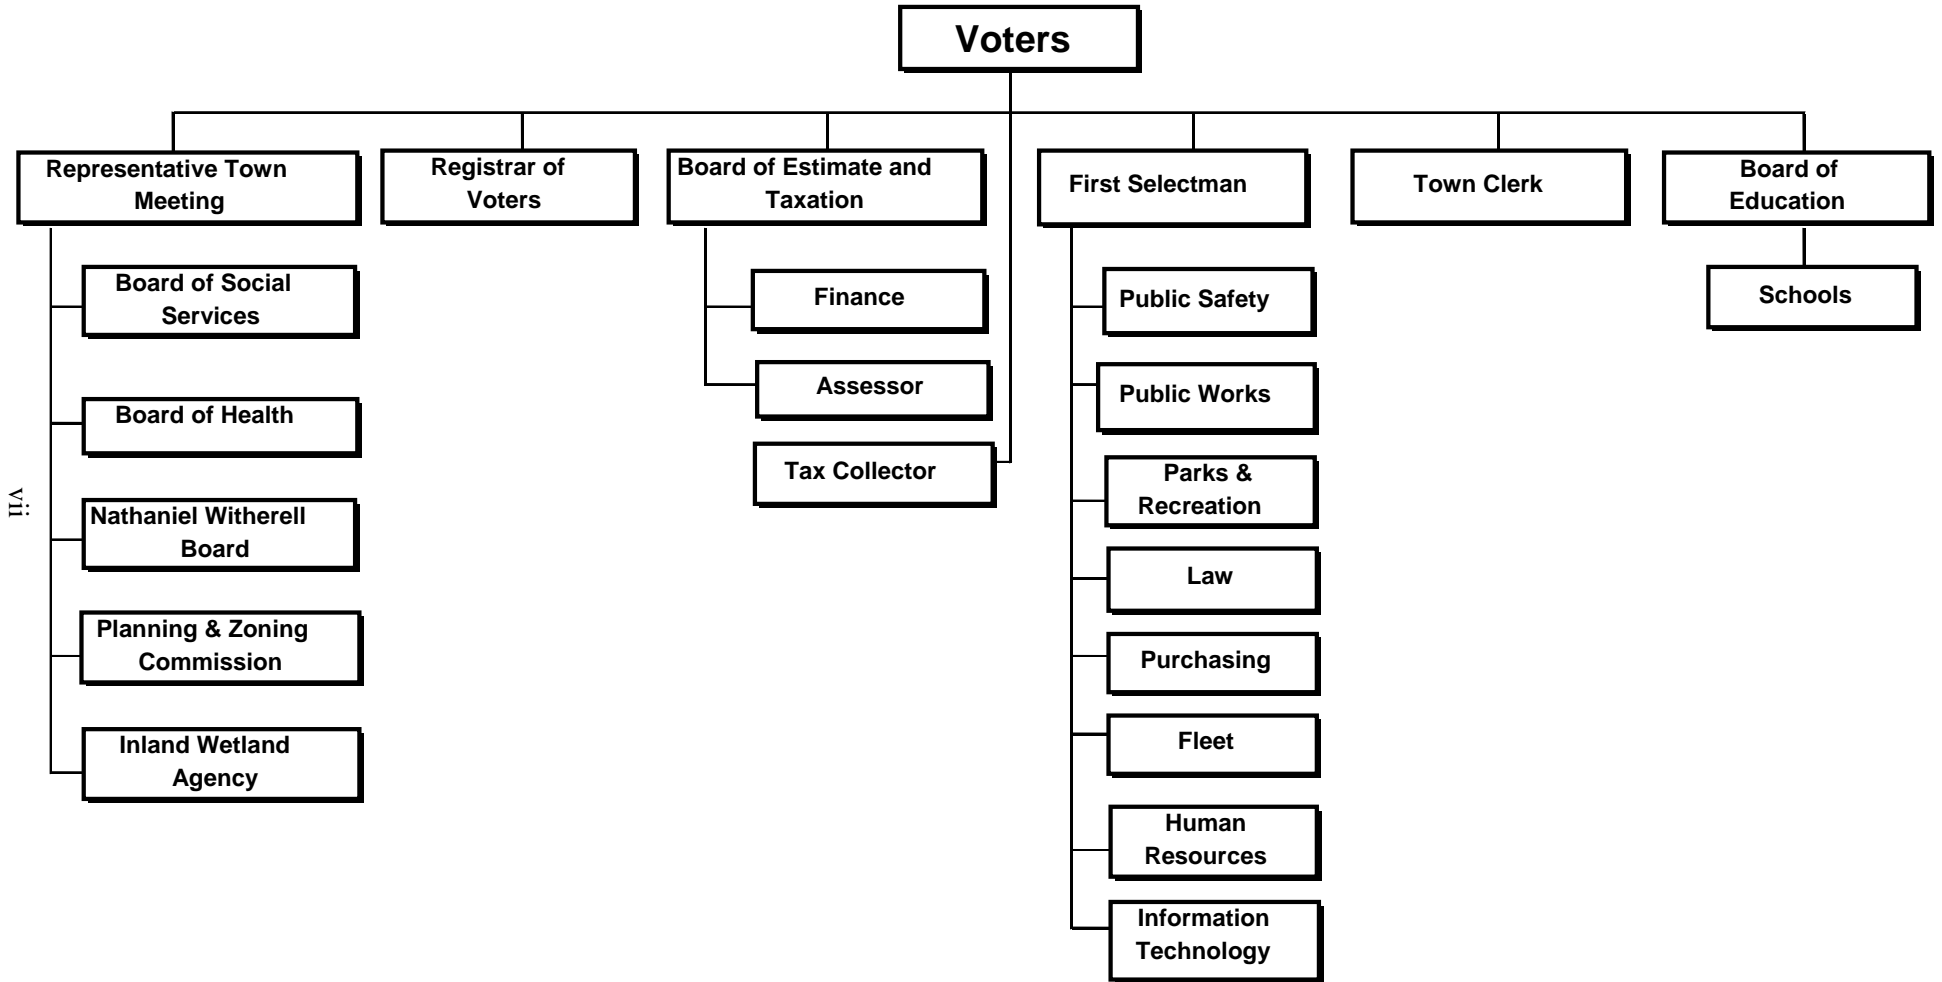 Voters
Representative Town
Meeting
Registrar of
Voters
Board of Estimate and
Taxation
First Selectman
Town Clerk
Board of
Education
Board of Social
Services
Board of Health
Nathaniel Witherell
Board
Planning & Zoning
Commission
Inland Wetland
Agency
Finance
Assessor
Tax Collector
Public Safety
Public Works
Parks &
Recreation
Law
Purchasing
Fleet
Human
Resources
Information
Technology
Schools
vii